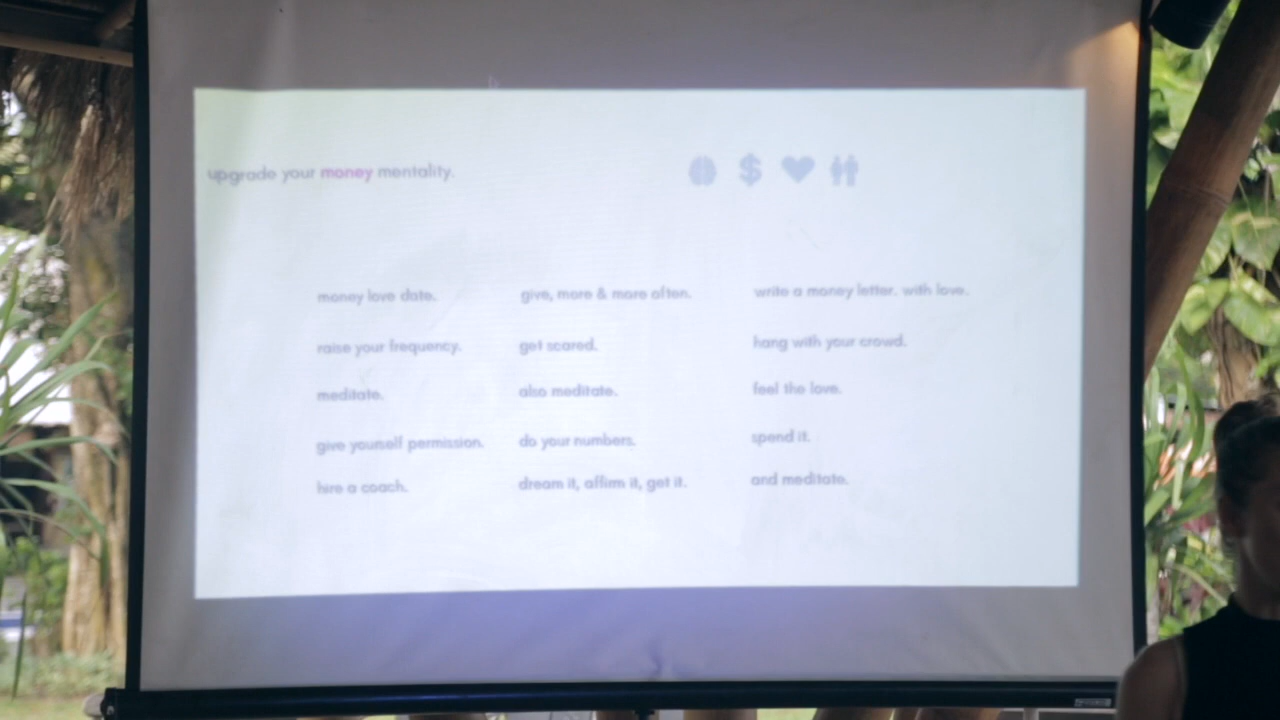 upgrade your money mentality.
money love date.
raise your frequency.
meditate.
give yourself permission.
hire a coach.
give, more & more often.
get scared.
also meditate.
do your numbers.
dream it, affirm it, get it.
write a money letter. with love.
hang with your crowd.
feel the love.
spend it.
and meditate.